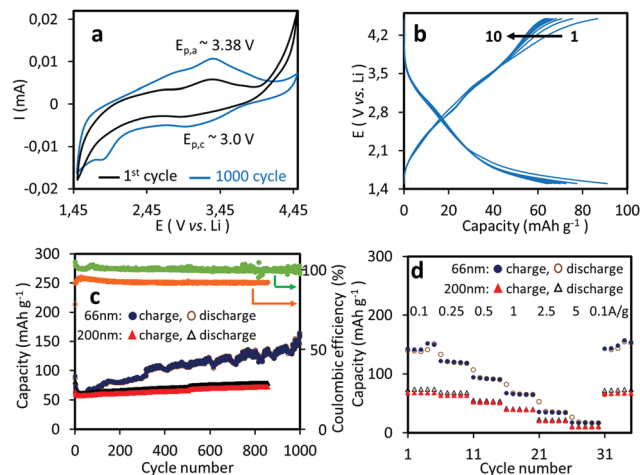 a
0,02
0,01
0
-0,01
-0,02
I (mA)
E_p,a ~ 3.38 V
E_p,c ~ 3.0 V
1st cycle
1000 cycle
1,45
2,45
3,45
4,45
E ( V vs. Li )
b
4,2
3,5
2,8
2,1
1,4
E ( V vs. Li )
10
1
0
20
40
60
80
100
Capacity (mAh g-1)
c
300
250
200
150
100
50
0
Capacity (mAh g-1)
66nm: charge, discharge
200nm: charge, discharge
100
50
0
Coulombic efficiency (%)
0
200
400
600
800
1000
Cycle number
d
300
200
100
0
Capacity (mAh g-1)
66nm: charge, discharge
200nm: charge, discharge
0.1 0.25 0.5 1 2.5 5 0.1A/g
1
11
21
31
Cycle number